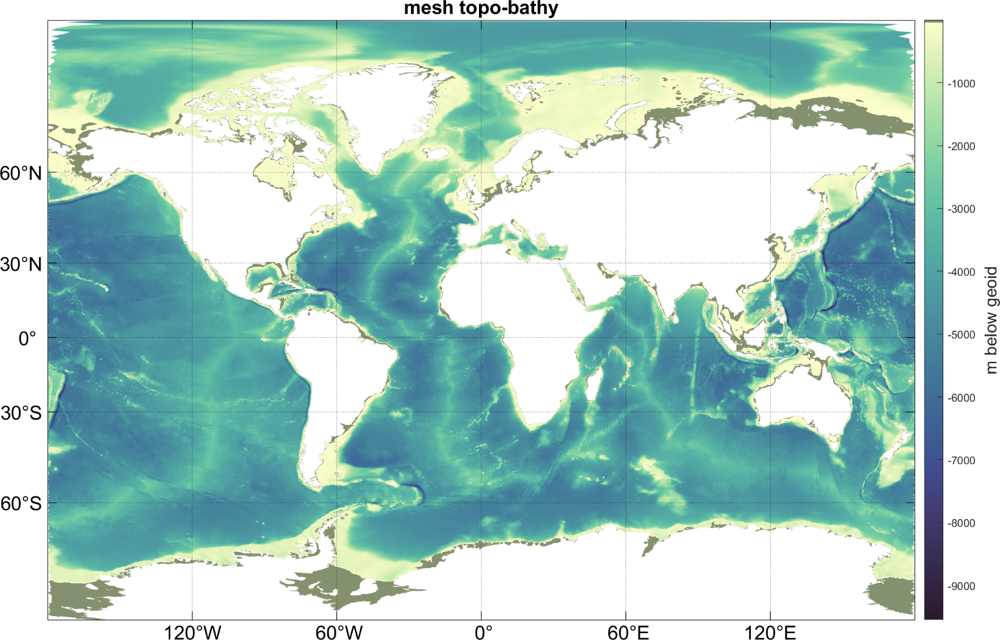 mesh topo-bathy
60°N
30°N
0°
30°S
60°S
120°W
60°W
0°
60°E
120°E
-1000
-2000
-3000
-4000
-5000
-6000
-7000
-8000
-9000
m below geoid